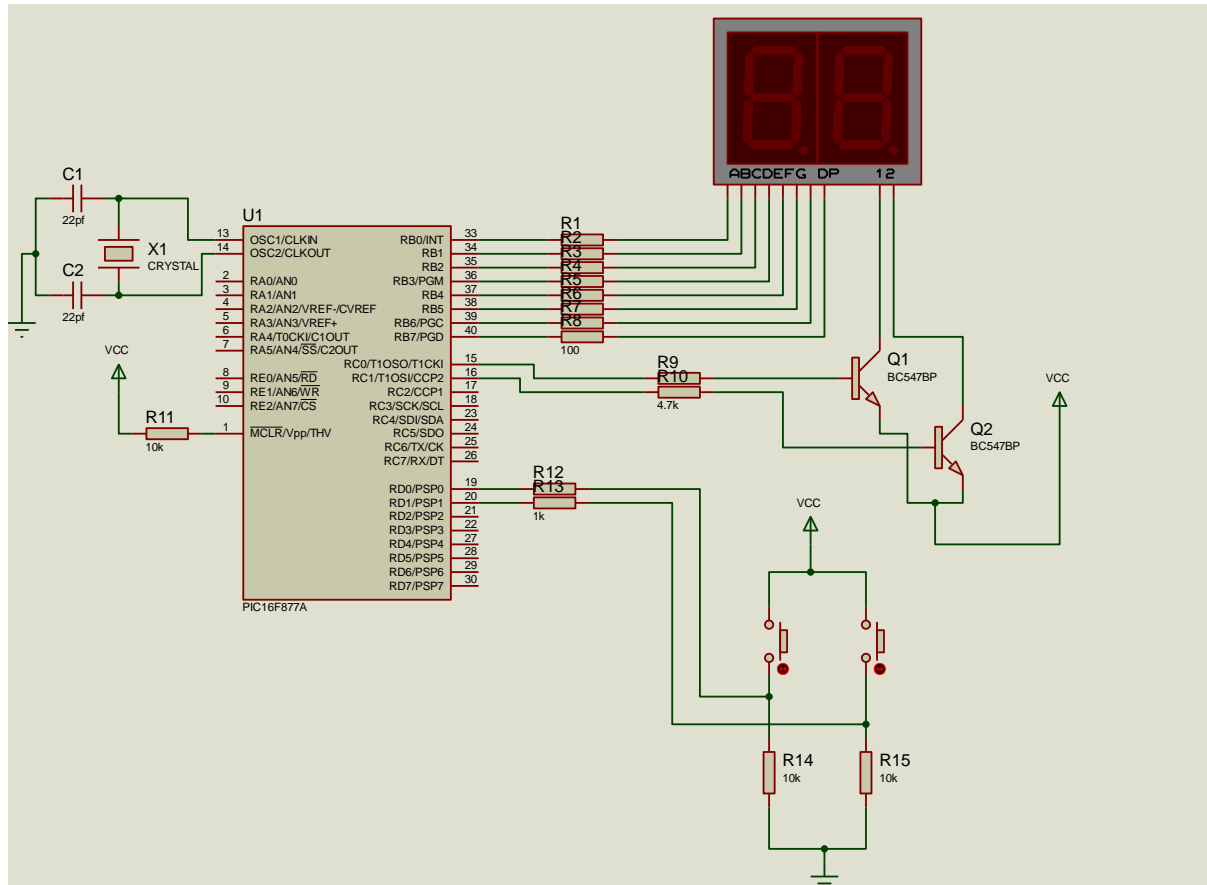 ABCDEFG DP 12
C1
22pf
X1
CRYSTAL
C2
22pf
VCC
R11
10k
U1
13 OSC1/CLKIN
14 OSC2/CLKOUT
2 RA0/AN0
3 RA1/AN1
4 RA2/AN2/VREF-/CVREF
5 RA3/AN3/VREF+
6 RA4/T0CKI/C1OUT
7 RA5/AN4/SS/C2OUT
8 RE0/AN5/RD
9 RE1/AN6/WR
10 RE2/AN7/CS
1 MCLR/Vpp/THV
RB0/INT 33
RB1 34
RB2 35
RB3/PGM 36
RB4 37
RB5 38
RB6/PGC 39
RB7/PGD 40
RC0/T1OSO/T1CKI 15
RC1/T1OSI/CCP2 16
RC2/CCP1 17
RC3/SCK/SCL 18
RC4/SDI/SDA 23
RC5/SDO 24
RC6/TX/CK 25
RC7/RX/DT 26
RD0/PSP0 19
RD1/PSP1 20
RD2/PSP2 21
RD3/PSP3 22
RD4/PSP4 27
RD5/PSP5 28
RD6/PSP6 29
RD7/PSP7 30
PIC16F877A
R1
R2
R3
R4
R5
R6
R7
R8
100
R9
R10
4.7k
Q1
BC547BP
Q2
BC547BP
VCC
R12
R13
1k
VCC
R14
10k
R15
10k